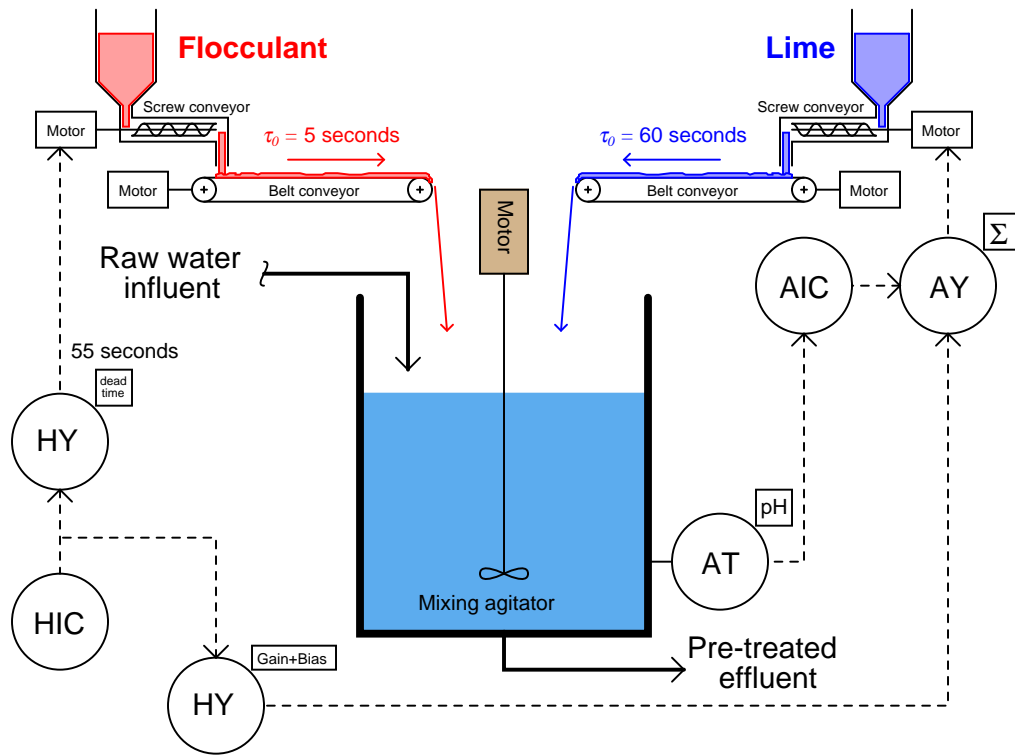 Flocculant
Lime
Screw conveyor
Screw conveyor
Motor
τ0 = 5 seconds
τ0 = 60 seconds
Motor
Motor
+
Belt conveyor
+
+
Belt conveyor
+
Motor
Motor
Σ
Raw water
influent
AIC
AY
55 seconds
dead
time
HY
pH
AT
HIC
Mixing agitator
Gain+Bias
HY
Pre-treated
effluent